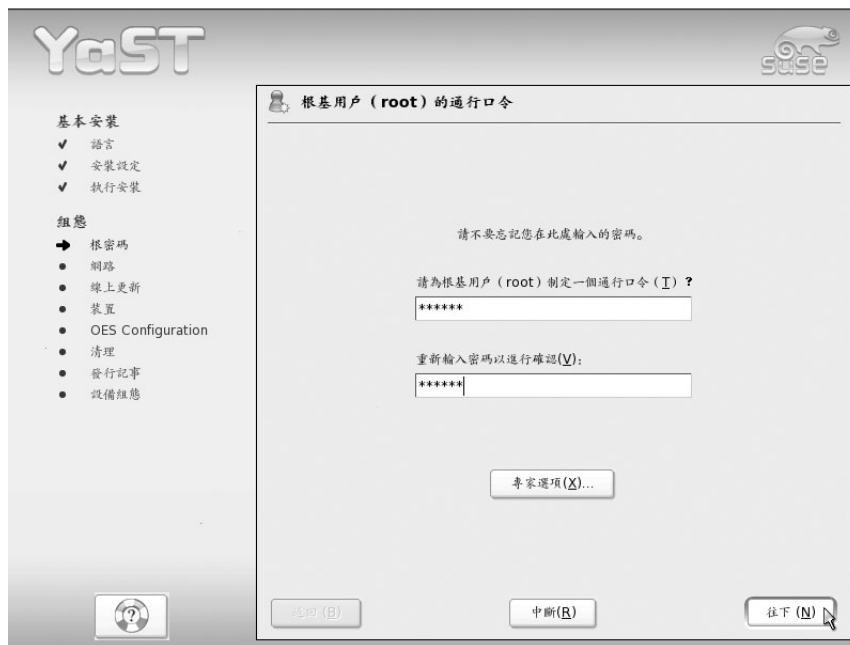 YaST
suse
基本安裝
語言
安裝設定
執行安裝
組態
根密碼
網路
線上更新
裝置
OES Configuration
清理
發行記事
設備組態
根基用戶（root）的通行口令
請不要忘記您在此處輸入的密碼。
請為根基用戶（root）制定一個通行口令（T）?
******
重新輸入密碼以進行確認(V):
******
專家選項(X)...
返回 (B)
中斷(R)
往下 (N)